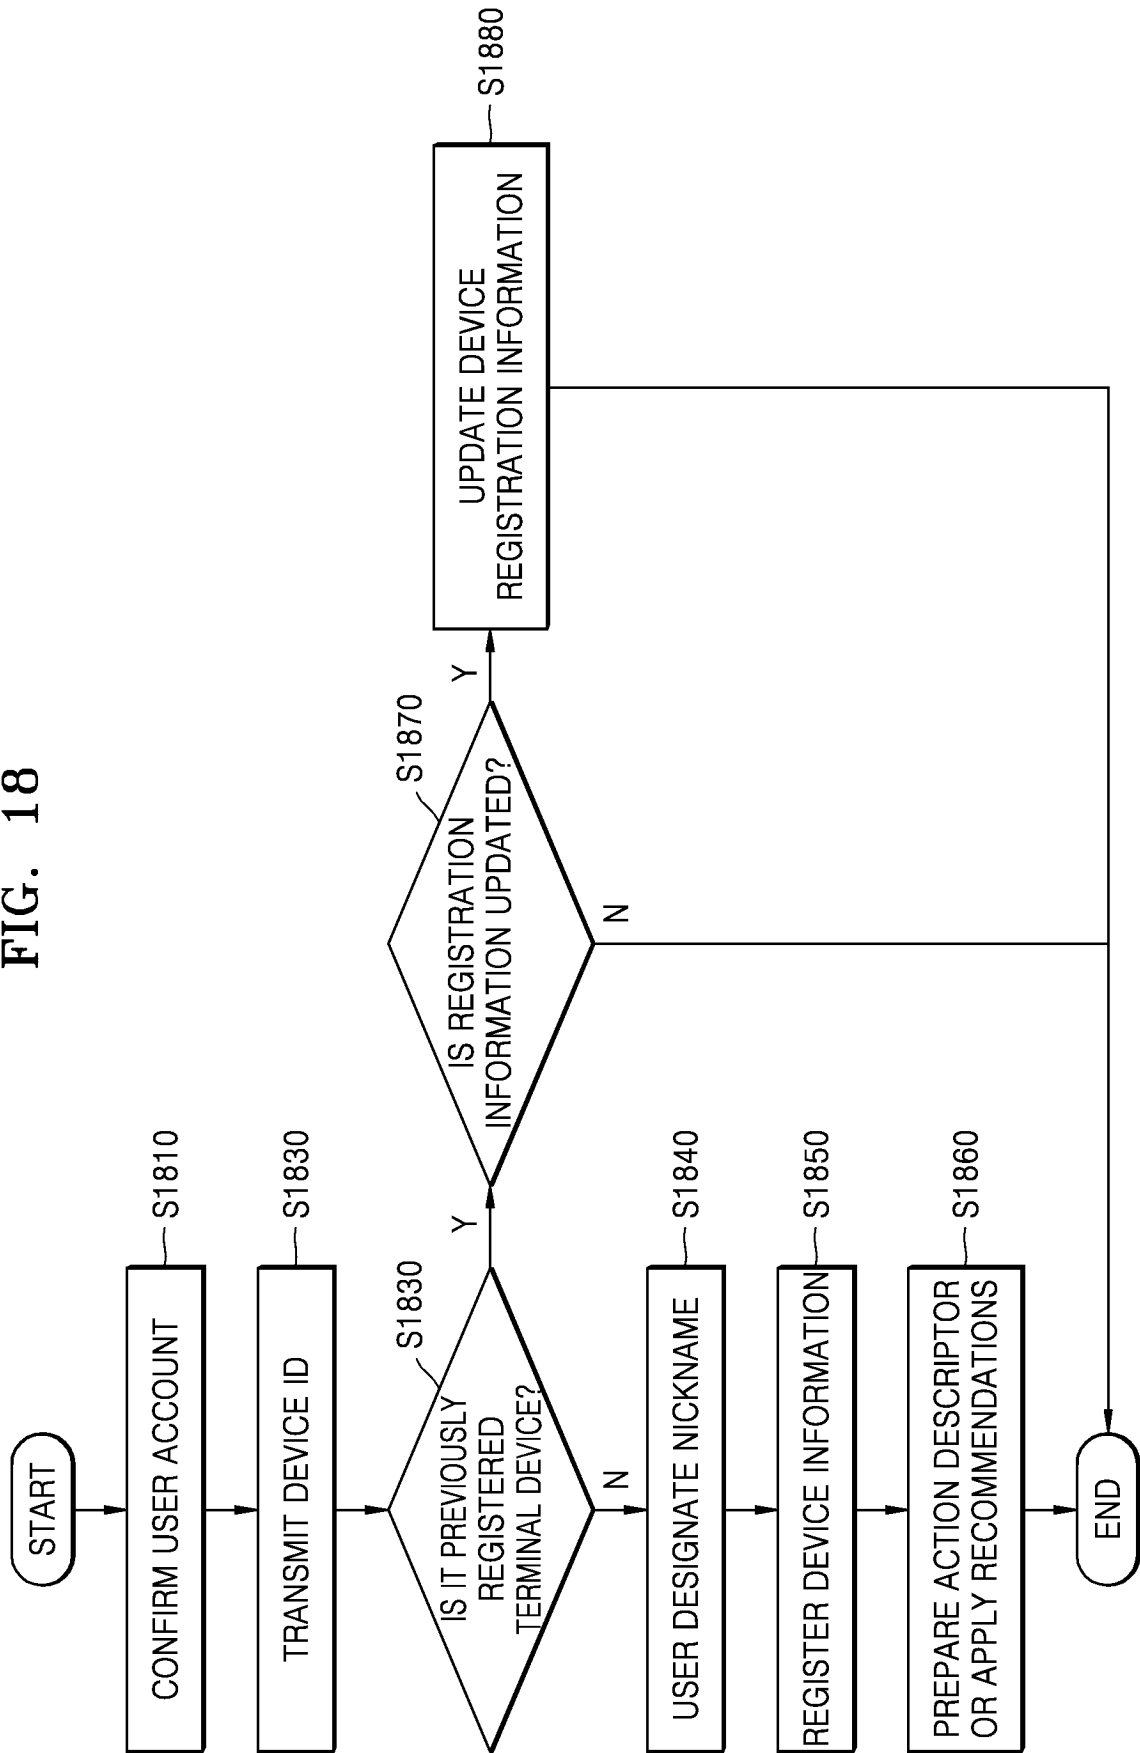 FIG. 18
START
CONFIRM USER ACCOUNT
S1810
TRANSMIT DEVICE ID
S1830
IS IT PREVIOUSLY
REGISTERED
TERMINAL DEVICE?
S1830
Y
N
IS REGISTRATION
INFORMATION UPDATED?
S1870
Y
N
UPDATE DEVICE
REGISTRATION INFORMATION
S1880
USER DESIGNATE NICKNAME
S1840
REGISTER DEVICE INFORMATION
S1850
PREPARE ACTION DESCRIPTOR
OR APPLY RECOMMENDATIONS
S1860
END